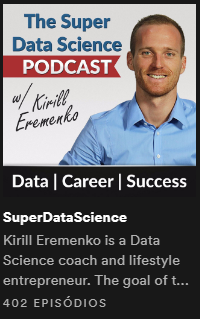 The Super
Data Science
PODCAST
w/ Kirill
Eremenko
Data | Career | Success
SuperDataScience
Kirill Eremenko is a Data
Science coach and lifestyle
entrepreneur. The goal of t...
402 EPISÓDIOS